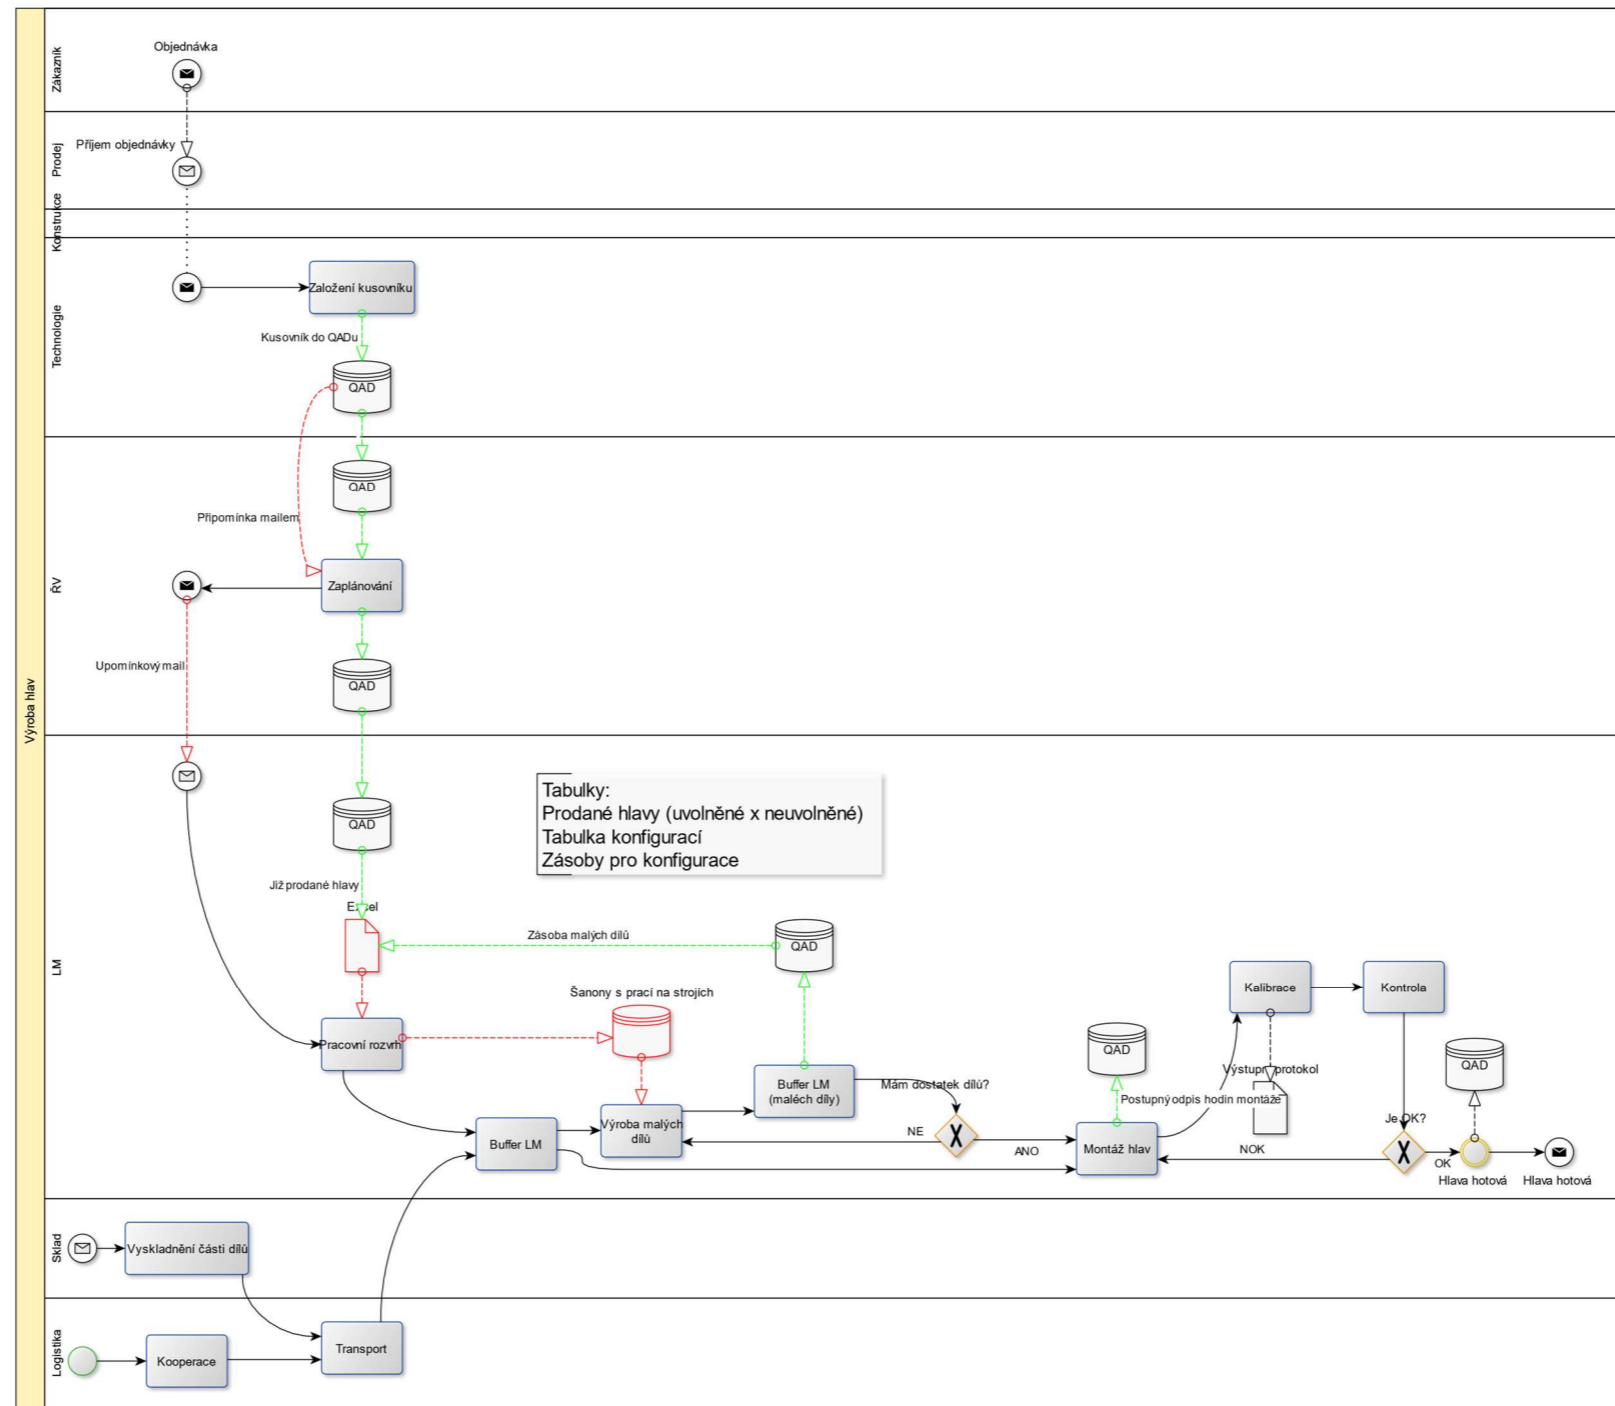 Výroba hlav
Zákazník
Objednávka
Prodej
Příjem objednávky
Konstrukce
Technologie
Založení kusovníku
Kusovník do QADu
QAD
ŘV
QAD
Připomínka mailem
Zaplánování
Upomínkový mail
QAD
LM
Tabulky:
Prodané hlavy (uvolněné x neuvolněné)
Tabulka konfigurací
Zásoby pro konfigurace
QAD
Již prodané hlavy
Zásoba malých dílů
QAD
Šanony s prací na strojích
Pracovní rozvrh
Kalibrace
Kontrola
QAD
QAD
Výstupní protokol
Buffer LM
(maléch díly)
Mám dostatek dílů?
Postupný odpis hodin montáže
Je OK?
Výroba malých
dílů
NE
ANO
Buffer LM
Montáž hlav
NOK
OK
Hlava hotová
Hlava hotová
Sklad
Vyskladnění části dílů
Logistika
Kooperace
Transport